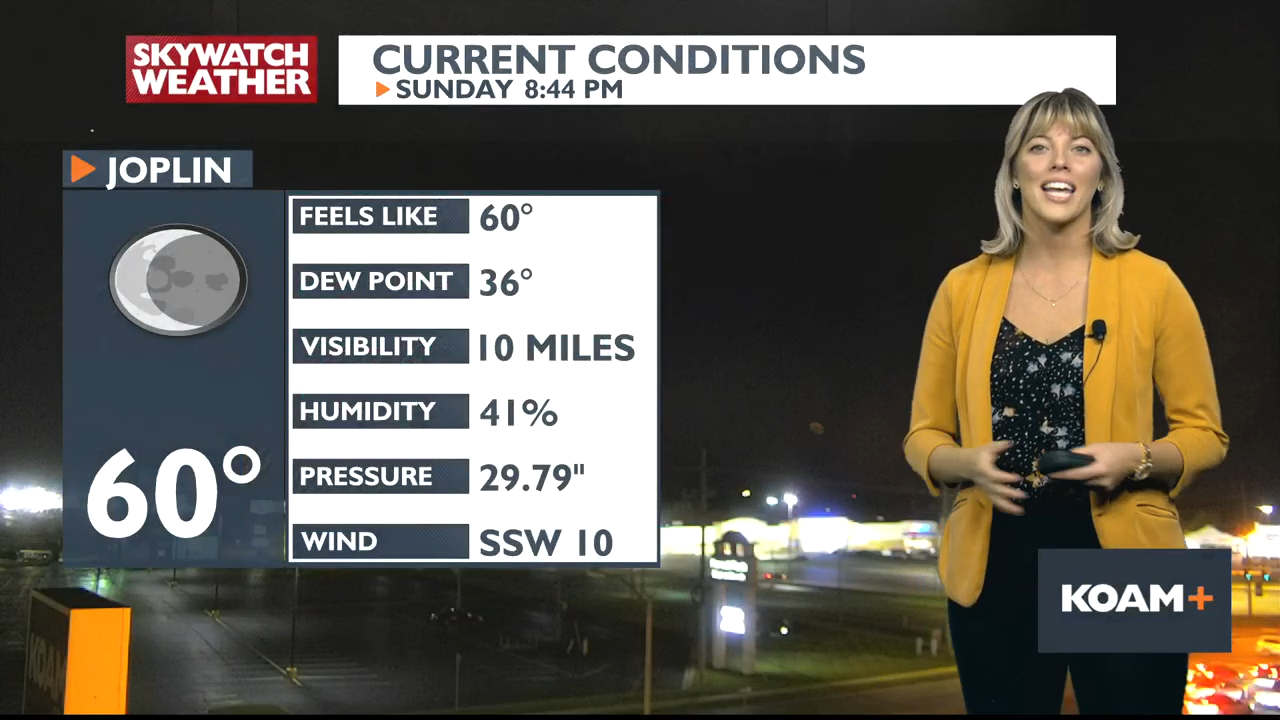 SKYWATCH
WEATHER
CURRENT CONDITIONS
SUNDAY 8:44 PM
JOPLIN
FEELS LIKE 60°
DEW POINT 36°
VISIBILITY 10 MILES
HUMIDITY 41%
60°
PRESSURE 29.79"
WIND SSW 10
KOAM+
KOAM